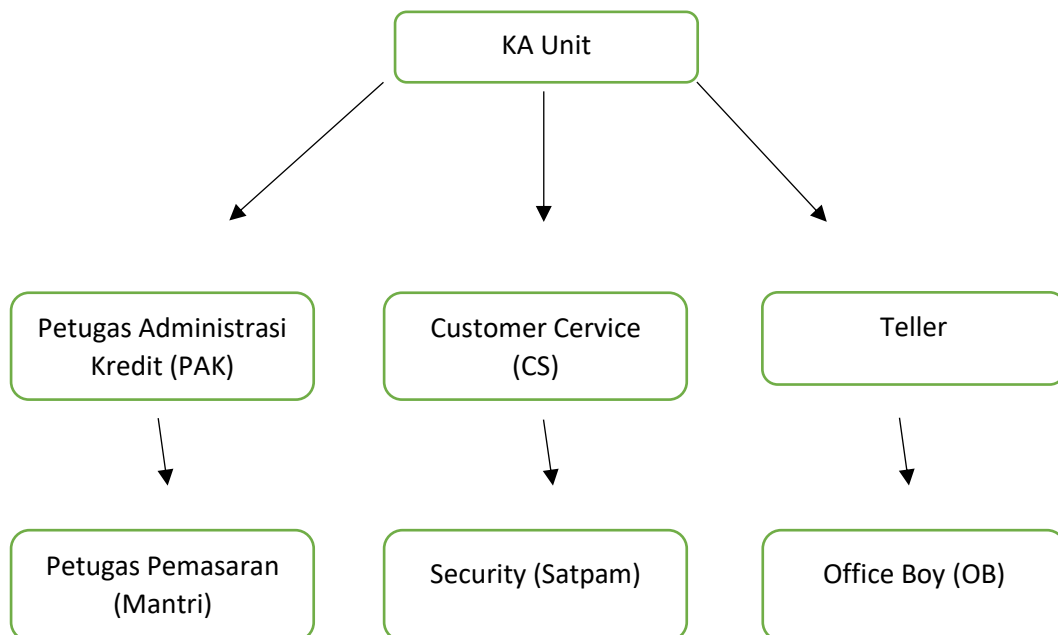 KA Unit
Petugas Administrasi
Kredit (PAK)
Customer Cervice
(CS)
Teller
Petugas Pemasaran
(Mantri)
Security (Satpam)
Office Boy (OB)